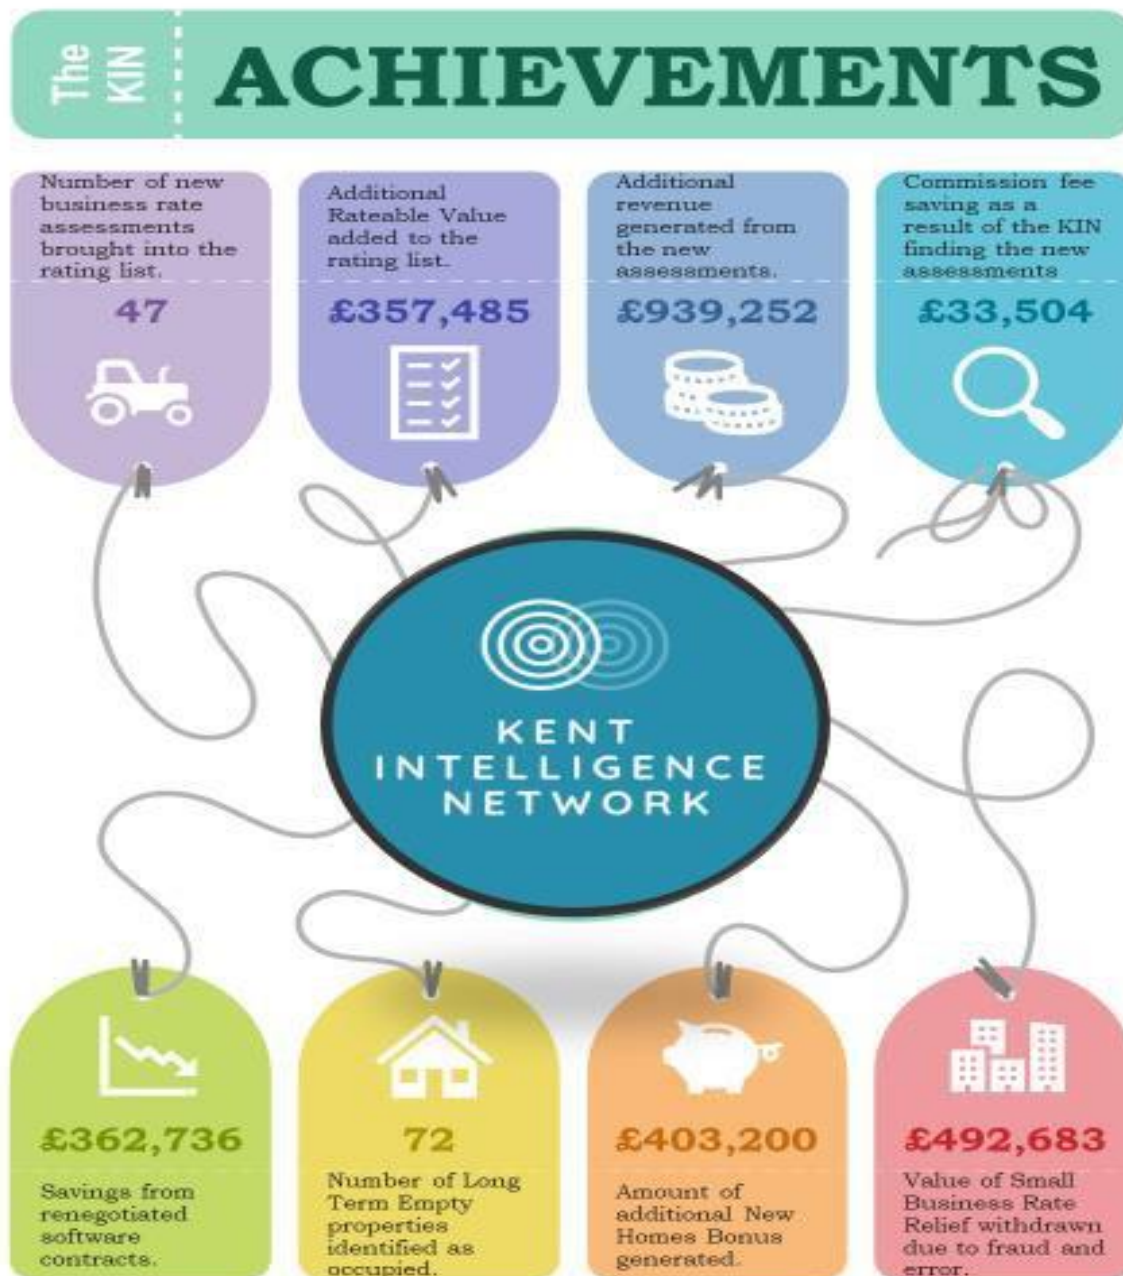 The
KIN
ACHIEVEMENTS
Number of new
business rate
assessments
brought into the
rating list.
47
Additional
Rateable Value
added to the
rating list.
£357,485
Additional
revenue
generated from
the new
assessments.
£939,252
Commission fee
saving as a
result of the KIN
finding the new
assessments
£33,504
KENT
INTELLIGENCE
NETWORK
£362,736
Savings from
renegotiated
software
contracts.
72
Number of Long
Term Empty
properties
identified as
occupied.
£403,200
Amount of
additional New
Homes Bonus
generated.
£492,683
Value of Small
Business Rate
Relief withdrawn
due to fraud and
error.